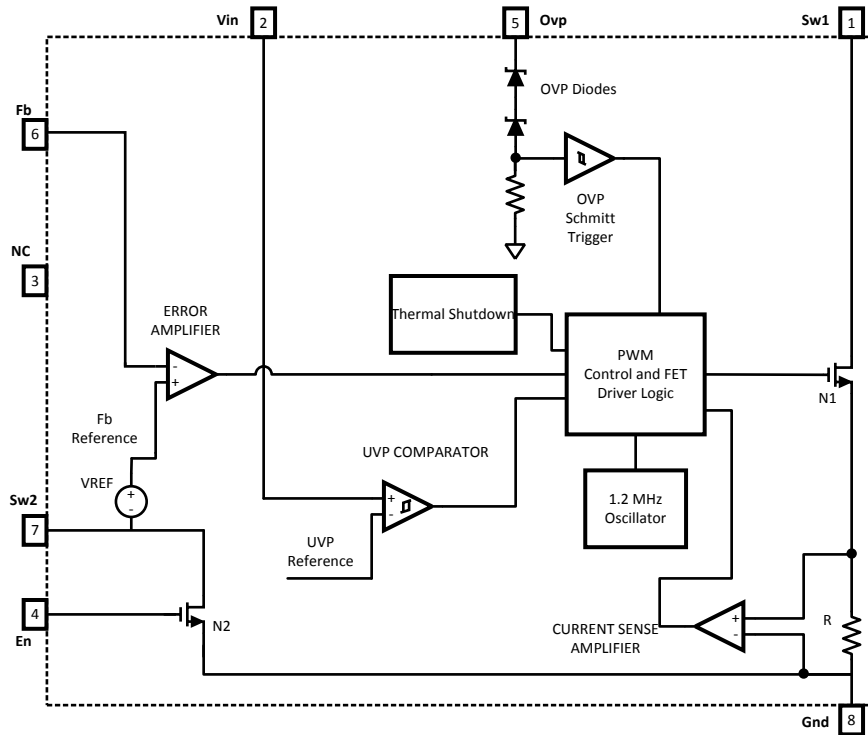 Vin
2
5
Ovp
Sw1
1
OVP Diodes
Fb
6
OVP
Schmitt
Trigger
NC
3
Thermal Shutdown
ERROR
AMPLIFIER
-
+
PWM
Control and FET
Driver Logic
N1
Fb
Reference
UVP COMPARATOR
VREF
+
-
Sw2
7
+
-
1.2 MHz
Oscillator
UVP
Reference
4
En
N2
CURRENT SENSE
AMPLIFIER
+
-
R
Gnd
8